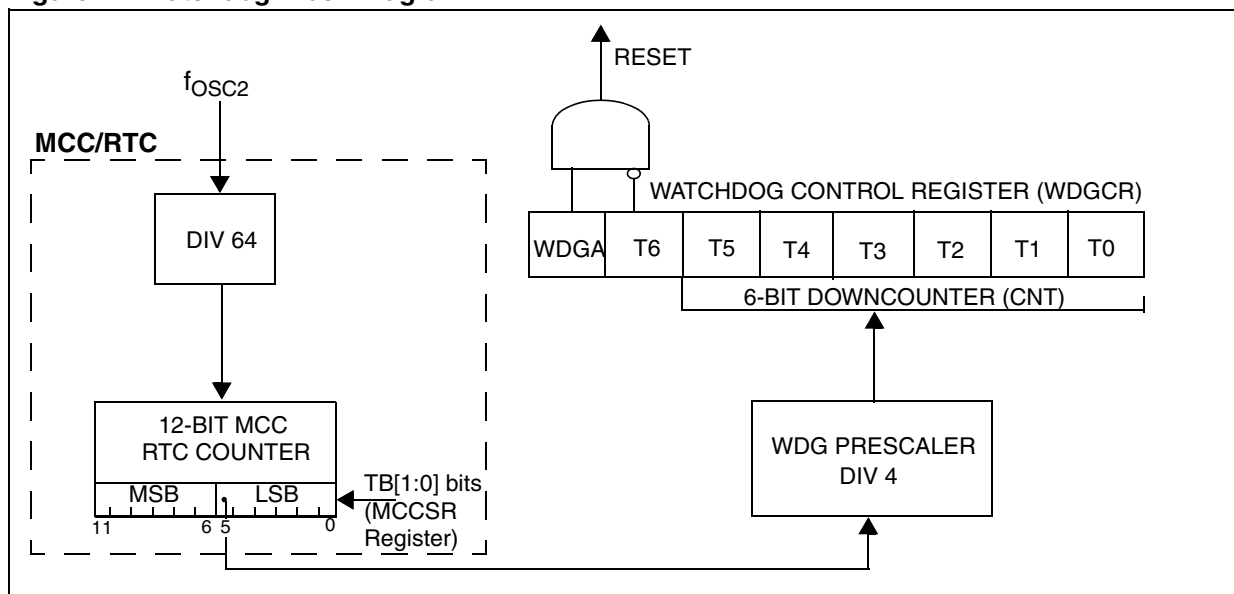 fOSC2
MCC/RTC
DIV 64
12-BIT MCC
RTC COUNTER
MSB
LSB
11
6
5
0
TB[1:0] bits
(MCCSR
Register)
RESET
WATCHDOG CONTROL REGISTER (WDGCR)
WDGA
T6
T5
T4
T3
T2
T1
T0
6-BIT DOWNCOUNTER (CNT)
WDG PRESCALER
DIV 4